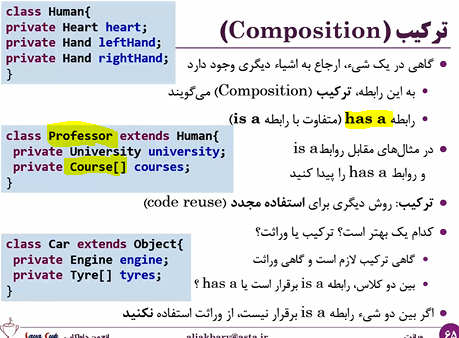 ترکیب (Composition)
class Human{
private Heart heart;
private Hand leftHand;
private Hand rightHand;
}
گاهی در یک شیء، ارجاع به اشیاء دیگری وجود دارد
به این رابطه، ترکیب (Composition) می‌گویند
رابطه has a (متفاوت با رابطه is a)
class Professor extends Human{
private University university;
private Course[] courses;
}
در مثال‌های مقابل روابط is a
و روابط has a را پیدا کنید
ترکیب: روش دیگری برای استفاده مجدد (code reuse)
کدام یک بهتر است؟ ترکیب یا وراثت؟
class Car extends Object{
private Engine engine;
private Tyre[] tyres;
}
گاهی ترکیب لازم است و گاهی وراثت
بین دو کلاس، رابطه is a برقرار است یا has a ؟
اگر بین دو شیء رابطه is a برقرار نیست، از وراثت استفاده نکنید
aliakbary@asta.ir
وراثت
۶۸